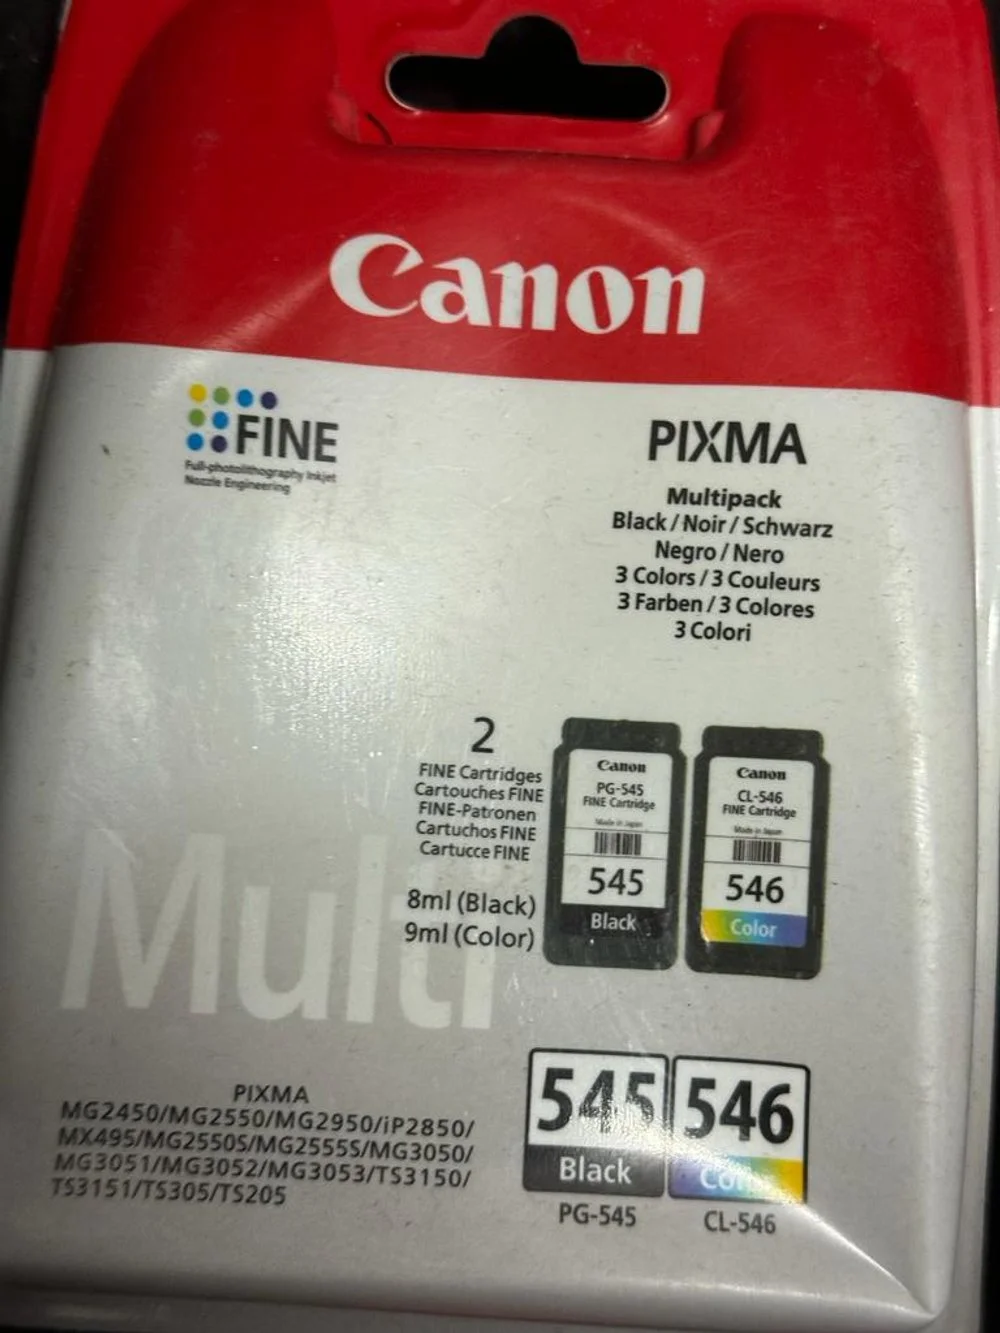 Canon
FINE
Full-photolithography Inkjet
Nozzle Engineering
PIXMA
Multipack
Black / Noir / Schwarz
Negro / Nero
3 Colors / 3 Couleurs
3 Farben / 3 Colores
3 Colori
2
FINE Cartridges
Cartouches FINE
FINE-Patronen
Cartuchos FINE
Cartucce FINE
8ml (Black)
9ml (Color)
Canon
PG-545
FINE Cartridge
Made in Japan
545
Black
Canon
CL-546
FINE Cartridge
Made in Japan
546
Color
Multi
PIXMA
MG2450/MG2550/MG2950/iP2850/
MX495/MG2550S/MG2555S/MG3050/
MG3051/MG3052/MG3053/TS3150/
TS3151/TS305/TS205
545
Black
PG-545
546
Color
CL-546